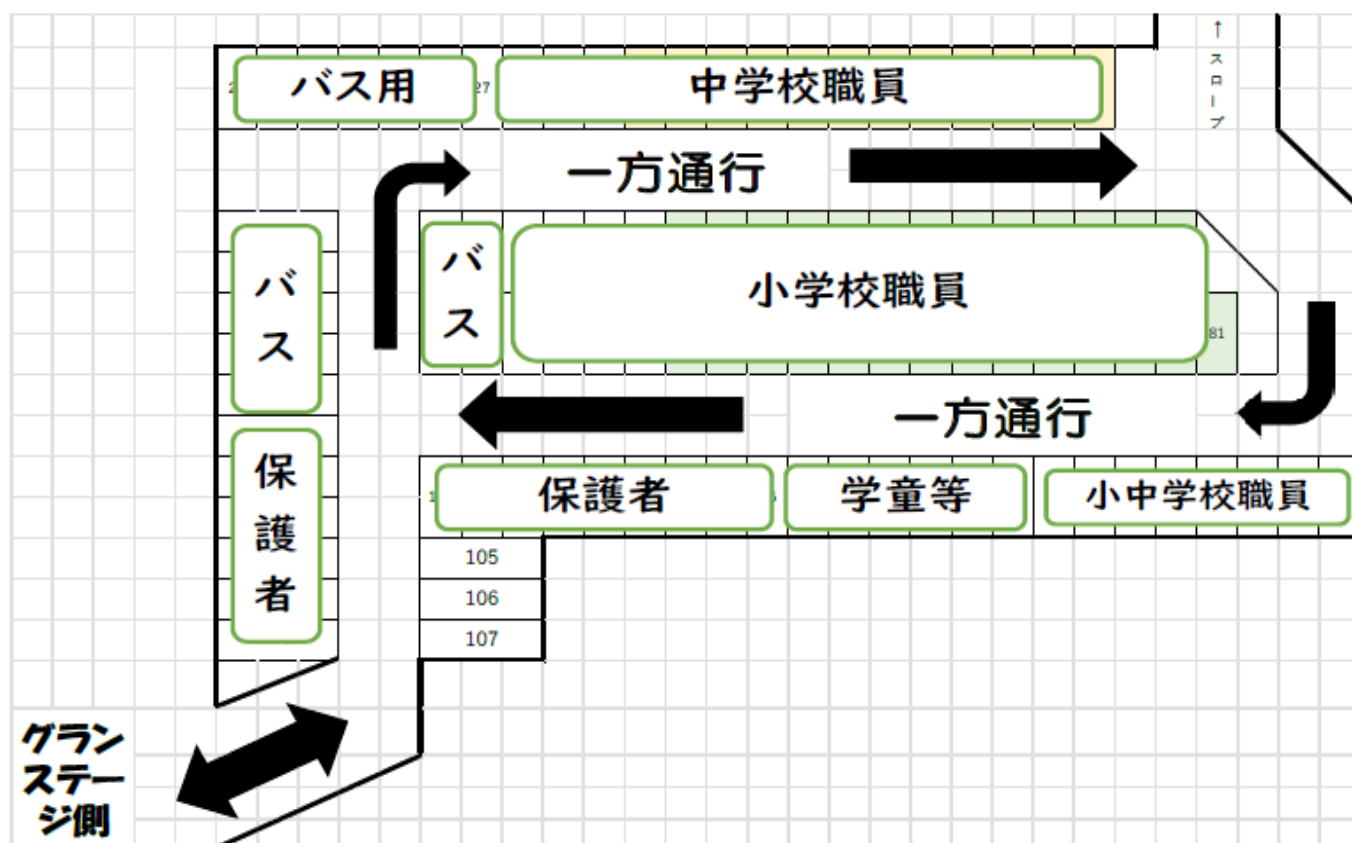 ↑スロープ
バス用
27
中学校職員
一方通行
バス
バス
小学校職員
81
一方通行
保護者
保護者
学童等
小中学校職員
105
106
107
グラン
ステー
ジ側